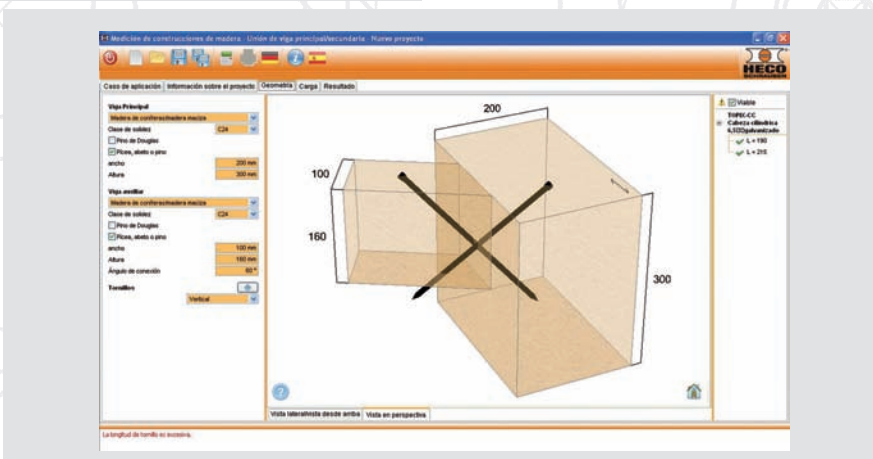 Medición de construcciones de madera - Unión de viga principal/secundaria - Nuevo proyecto
HECO
SCHRAUBEN
Caso de aplicación Información sobre el proyecto Geometría Carga Resultado
Viga Principal
Madera de coníferas/madera maciza
Clase de solidez C24
Pino de Douglas
Pícea, abeto o pino
ancho 200 mm
Altura 300 mm
Viga auxiliar
Madera de coníferas/madera maciza
Clase de solidez C24
Pino de Douglas
Pícea, abeto o pino
ancho 100 mm
Altura 160 mm
Ángulo de conexión 60 °
Tornillos
Vertical
200
100
160
300
Viable
TOPIX-CC
Cabeza cilíndrica
galvanizado
L = 190
L = 215
Vista lateral/vista desde arriba Vista en perspectiva
La longitud de tornillo es excesiva.